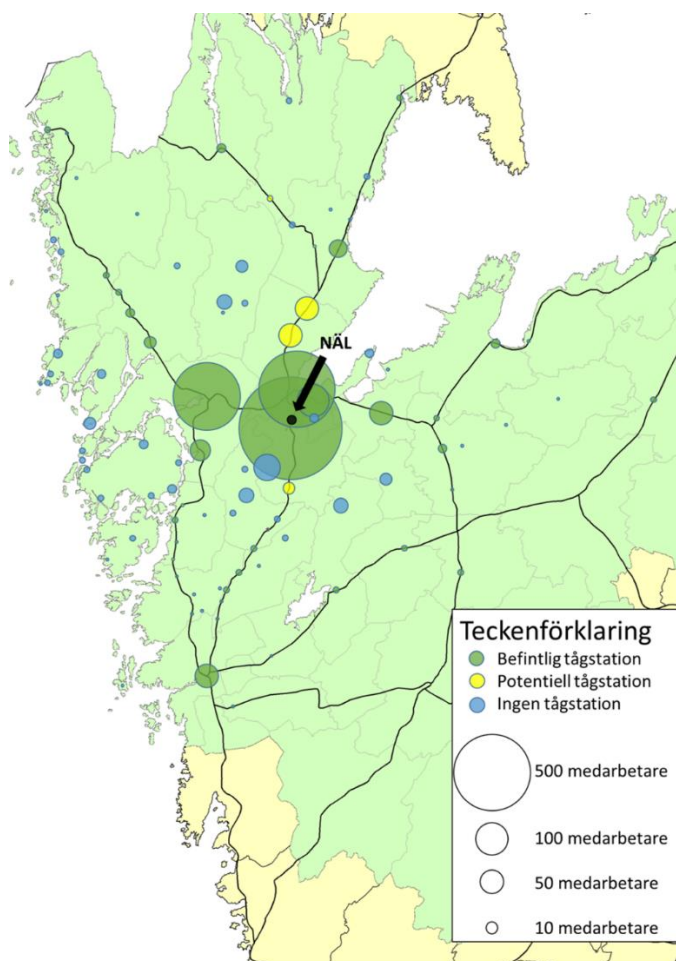 NÄL
Teckenförklaring
Befintlig tågstation
Potentiell tågstation
Ingen tågstation
500 medarbetare
100 medarbetare
50 medarbetare
10 medarbetare